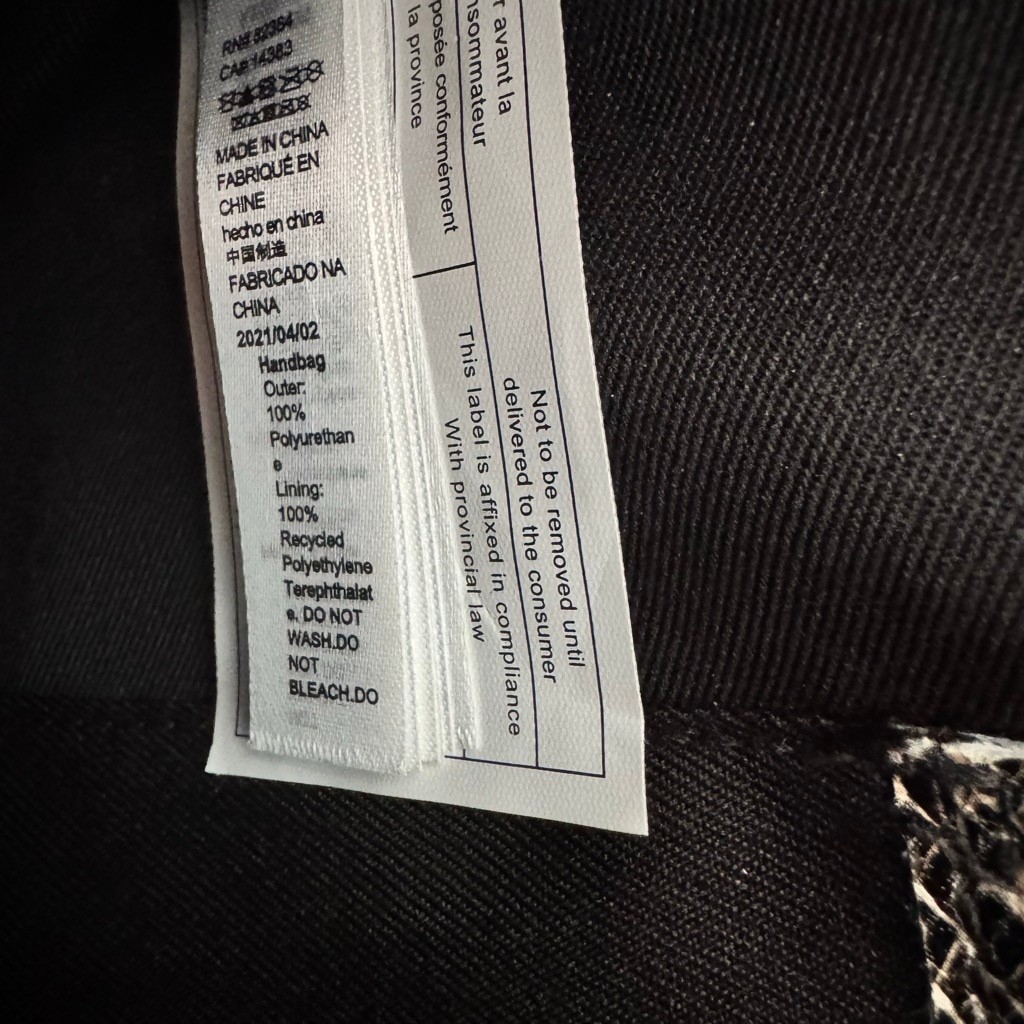 RN# 82364
CA# 14383
MADE IN CHINA
FABRIQUÉ EN
CHINE
hecho en china
中国制造
FABRICADO NA
CHINA
2021/04/02
Handbag
Outer:
100%
Polyurethan
e
Lining:
100%
Recycled
Polyethylene
Terephthalat
e. DO NOT
WASH.DO
NOT
BLEACH.DO
r avant la
nsommateur
posée conformément
la province
Not to be removed until
delivered to the consumer
This label is affixed in compliance
With provincial law